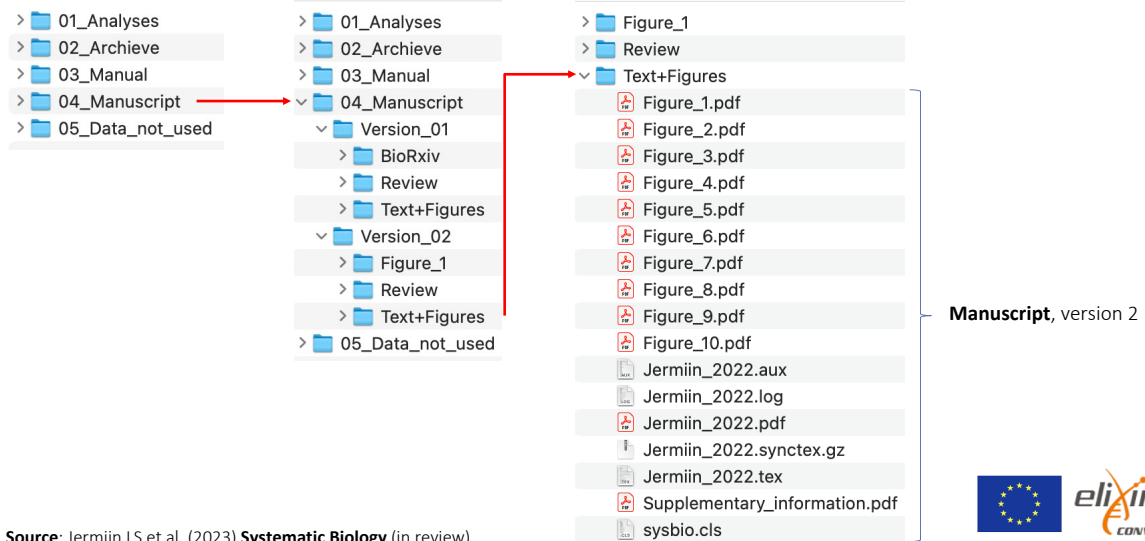 01_Analyses
02_Archieve
03_Manual
04_Manuscript
05_Data_not_used
01_Analyses
02_Archieve
03_Manual
04_Manuscript
Version_01
BioRxiv
Review
Text+Figures
Version_02
Figure_1
Review
Text+Figures
05_Data_not_used
Figure_1
Review
Text+Figures
Figure_1.pdf
Figure_2.pdf
Figure_3.pdf
Figure_4.pdf
Figure_5.pdf
Figure_6.pdf
Figure_7.pdf
Figure_8.pdf
Figure_9.pdf
Figure_10.pdf
Jermiin_2022.aux
Jermiin_2022.log
Jermiin_2022.pdf
Jermiin_2022.synctex.gz
Jermiin_2022.tex
Supplementary_information.pdf
sysbio.cls
Manuscript, version 2
Source: Jermiin LS et al. (2023) Systematic Biology (in review)